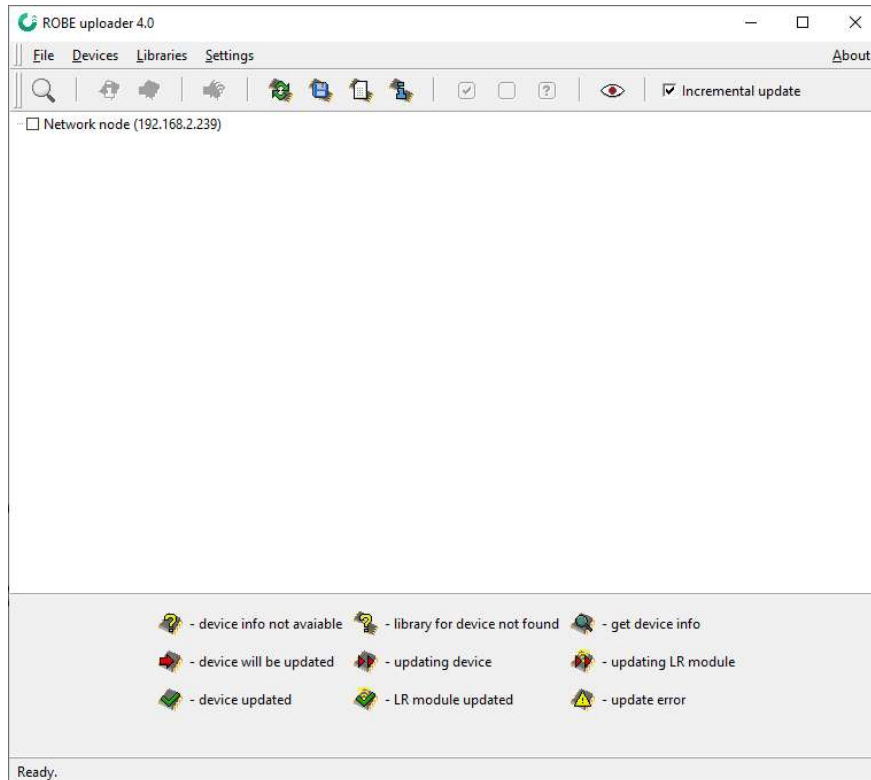 ROBE uploader 4.0
File Devices Libraries Settings About
Incremental update
Network node (192.168.2.239)
- device info not avaiable - library for device not found - get device info
- device will be updated - updating device - updating LR module
- device updated - LR module updated - update error
Ready.